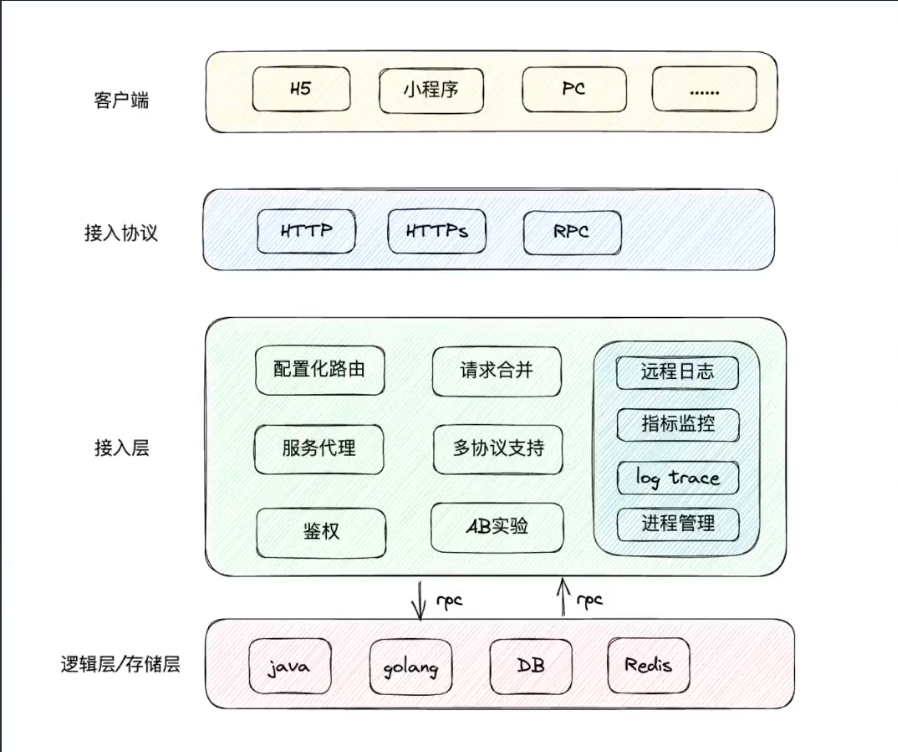 客户端
H5
小程序
PC
......
接入协议
HTTP
HTTPs
RPC
接入层
配置化路由
请求合并
远程日志
指标监控
服务代理
多协议支持
log trace
鉴权
AB实验
进程管理
rpc
rpc
逻辑层/存储层
java
golang
DB
Redis